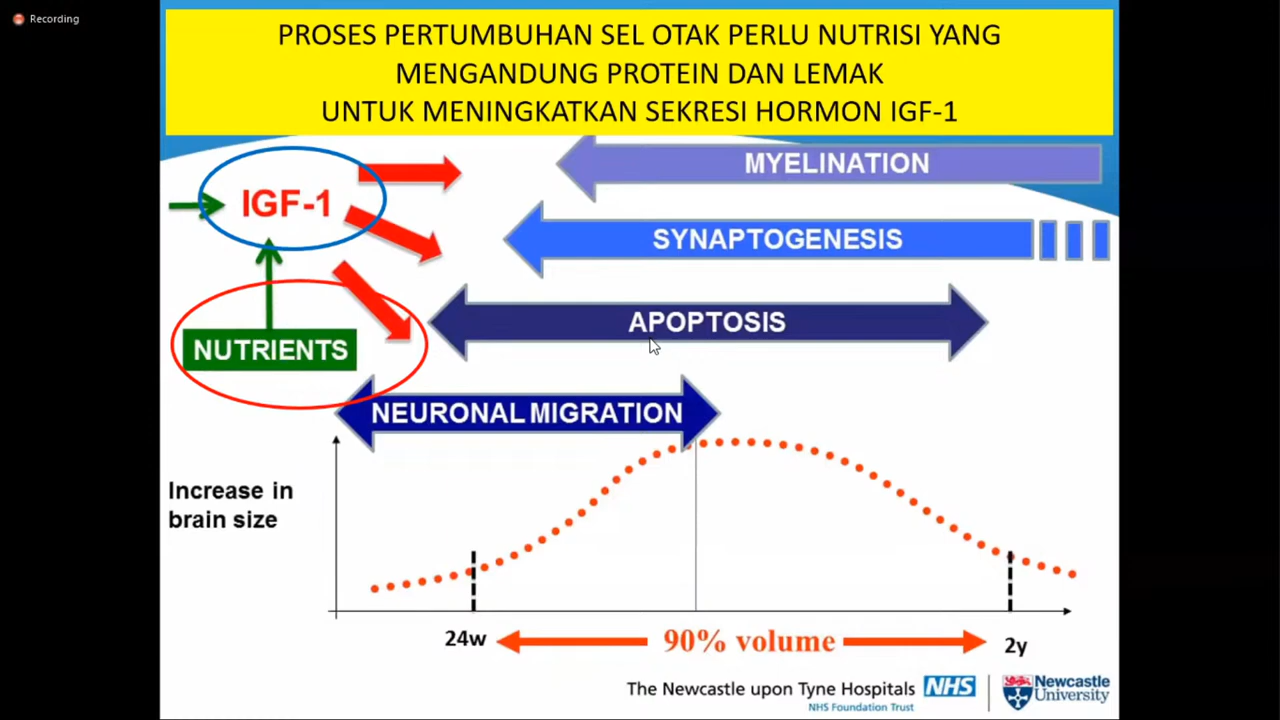 Recording
PROSES PERTUMBUHAN SEL OTAK PERLU NUTRISI YANG
MENGANDUNG PROTEIN DAN LEMAK
UNTUK MENINGKATKAN SEKRESI HORMON IGF-1
MYELINATION
IGF-1
SYNAPTOGENESIS
APOPTOSIS
NUTRIENTS
NEURONAL MIGRATION
Increase in
brain size
24w
90% volume
2y
The Newcastle upon Tyne Hospitals NHS
NHS Foundation Trust
Newcastle
University